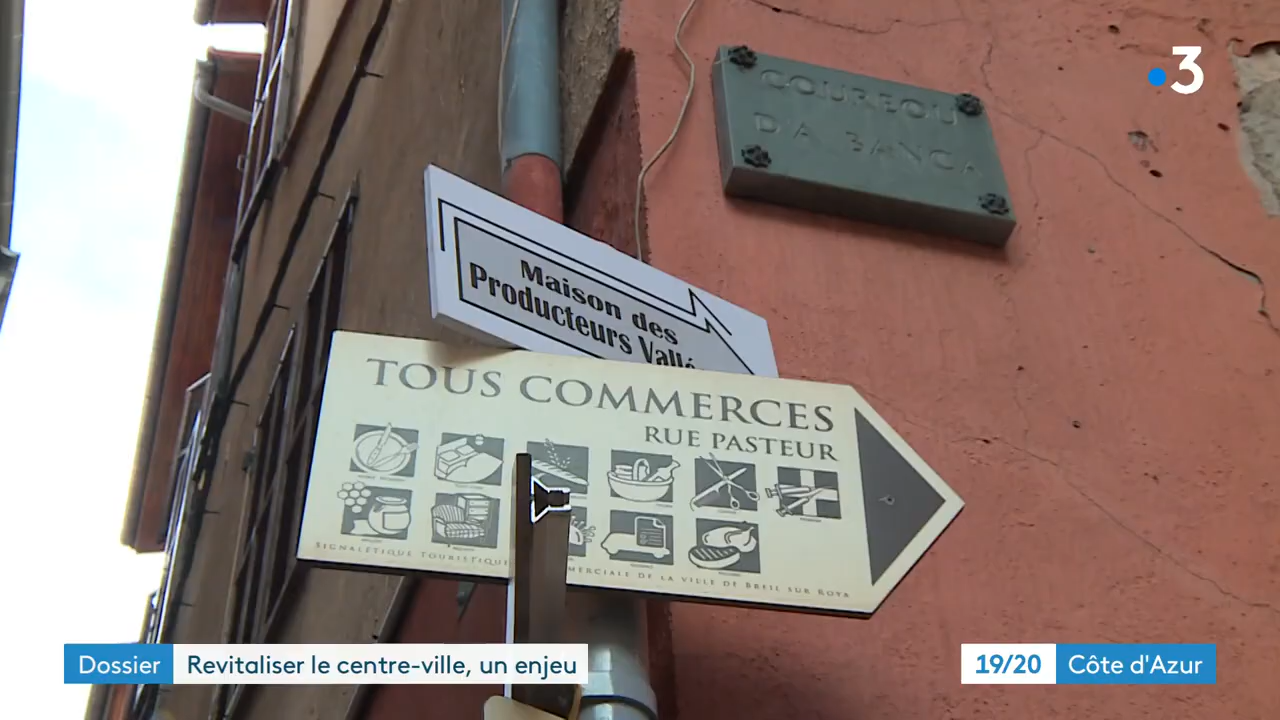 3
COUREOU
DA BANCA
Maison des
Producteurs Vallé
TOUS COMMERCES
RUE PASTEUR
SIGNALÉTIQUE TOURISTIQUE
MERCIALE DE LA VILLE DE BREIL SUR ROYA
Dossier Revitaliser le centre-ville, un enjeu
19/20 Côte d'Azur